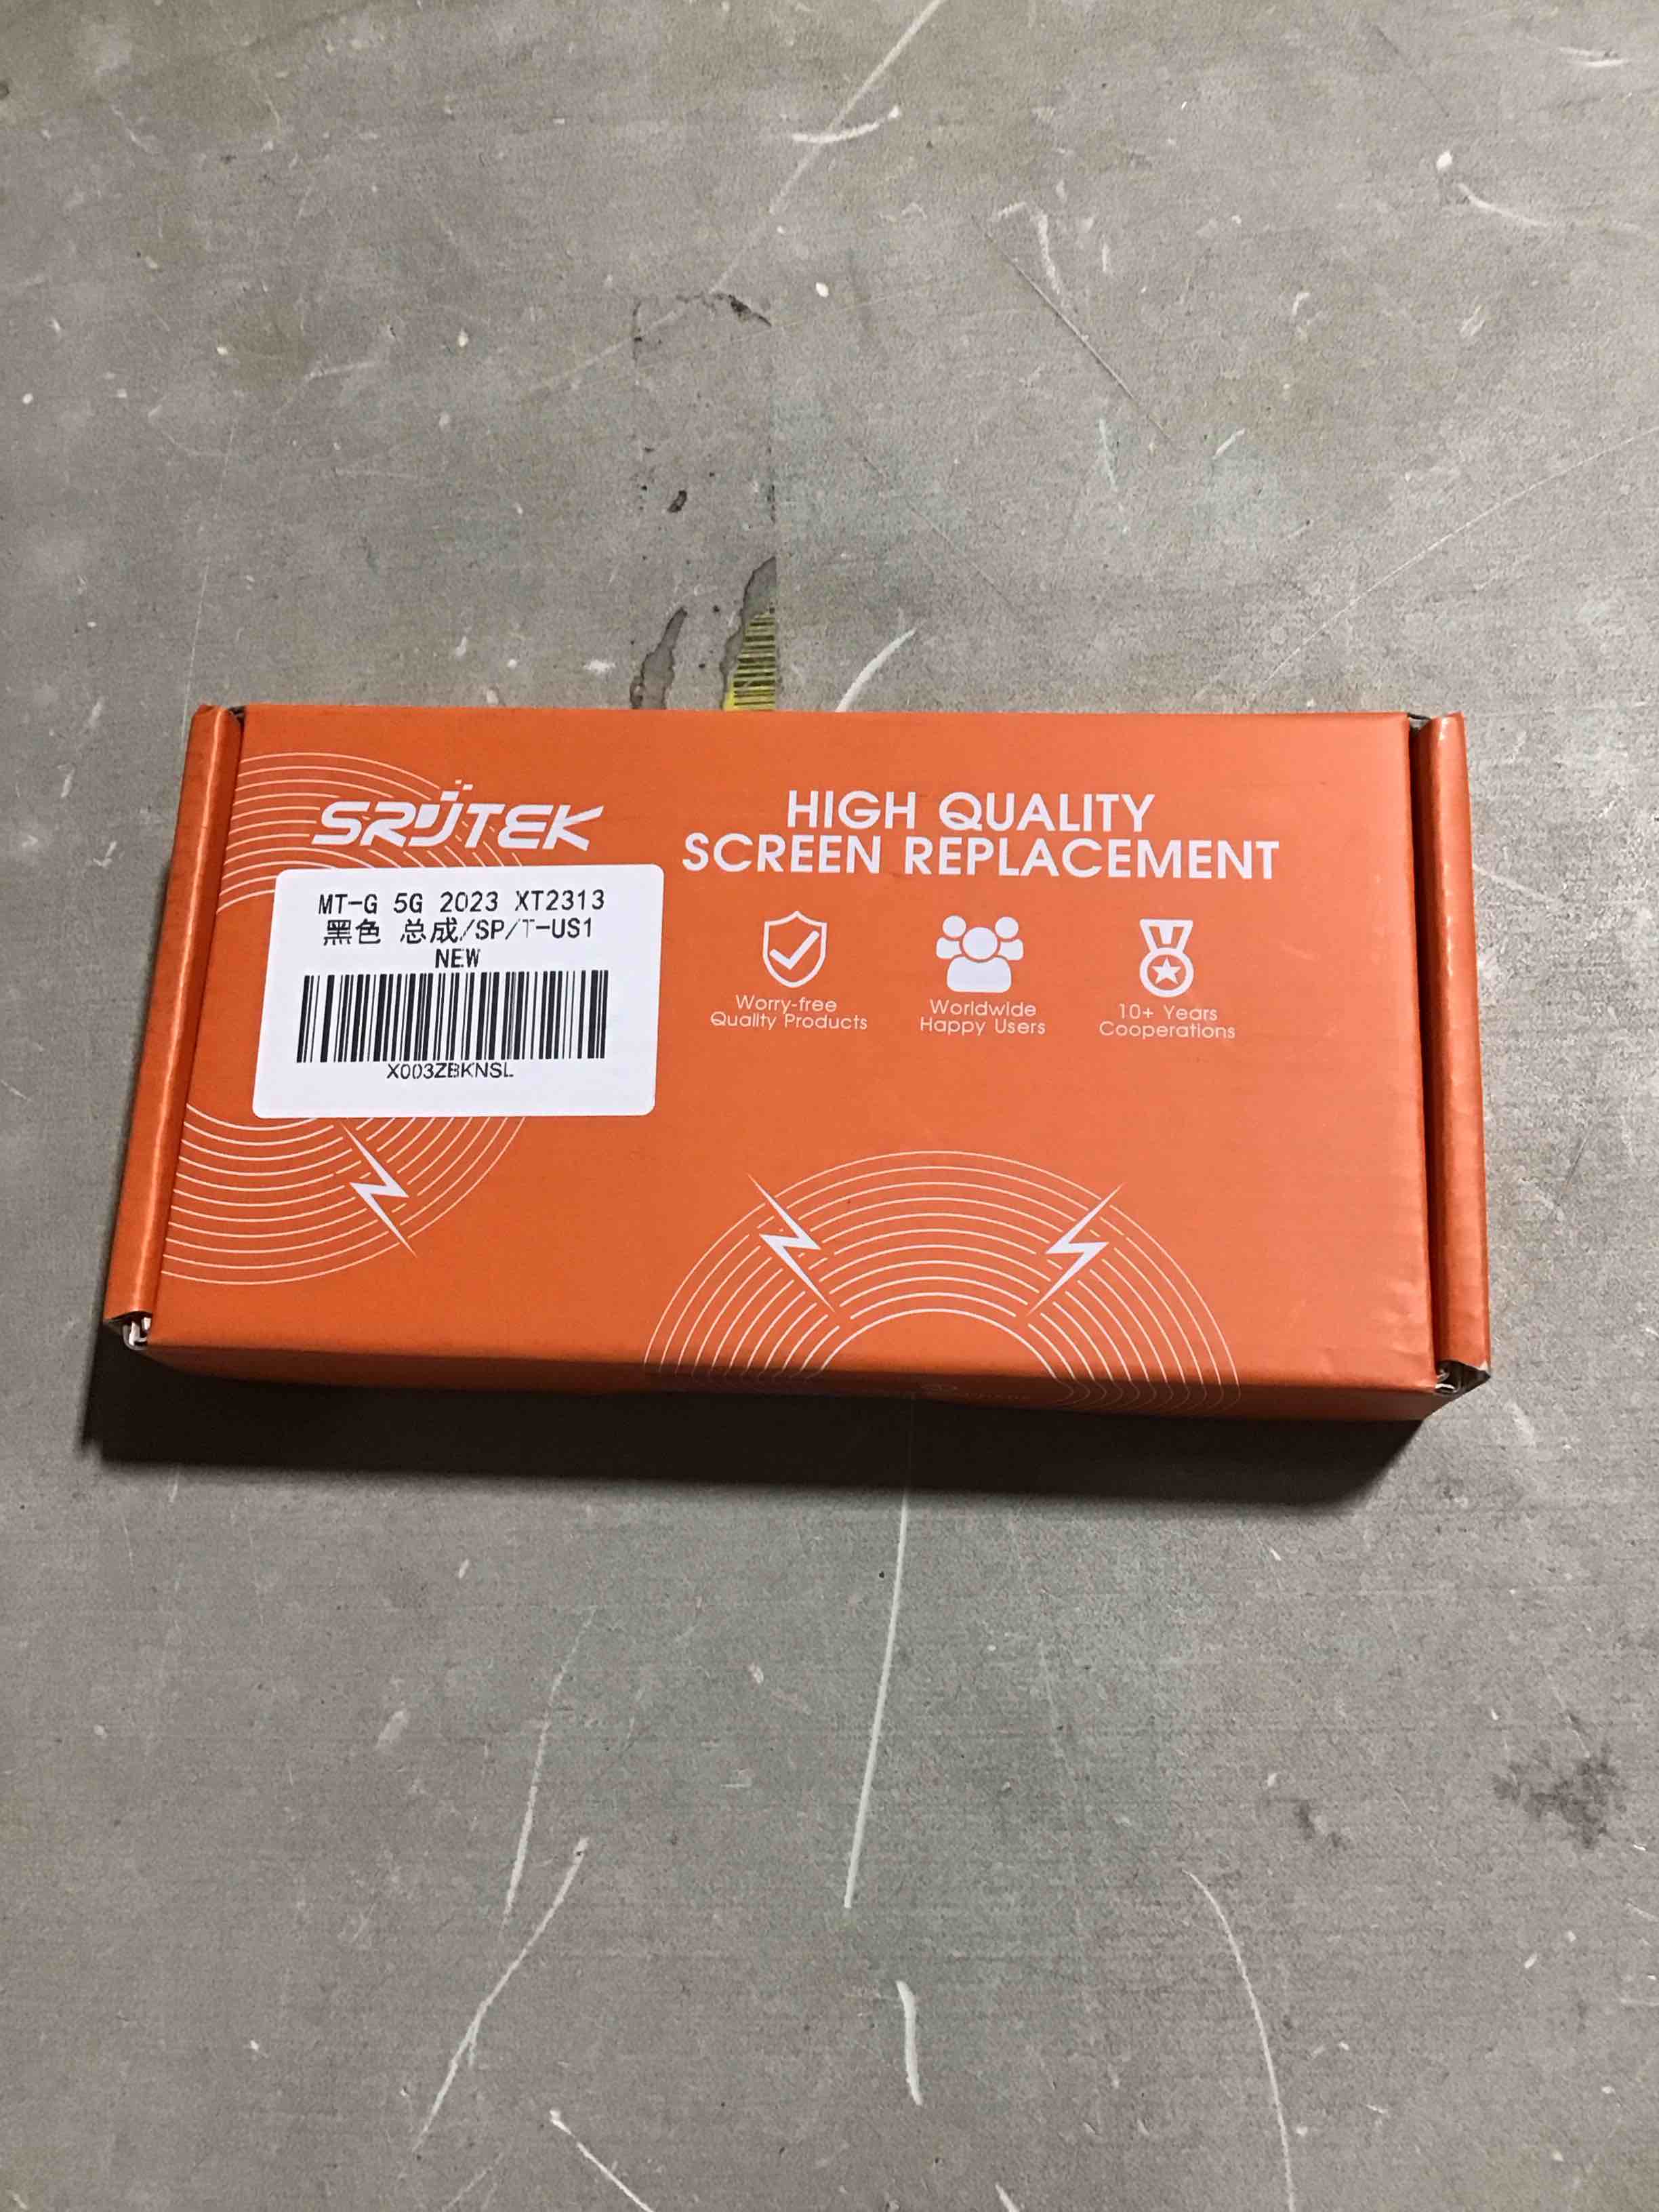 SRUTEK
HIGH QUALITY
SCREEN REPLACEMENT
MT-G 5G 2023 XT2313
黑色 总成/SP/T-US1
NEW
X003ZBKNSL
Worry-free
Quality Products
Worldwide
Happy Users
10+ Years
Cooperations